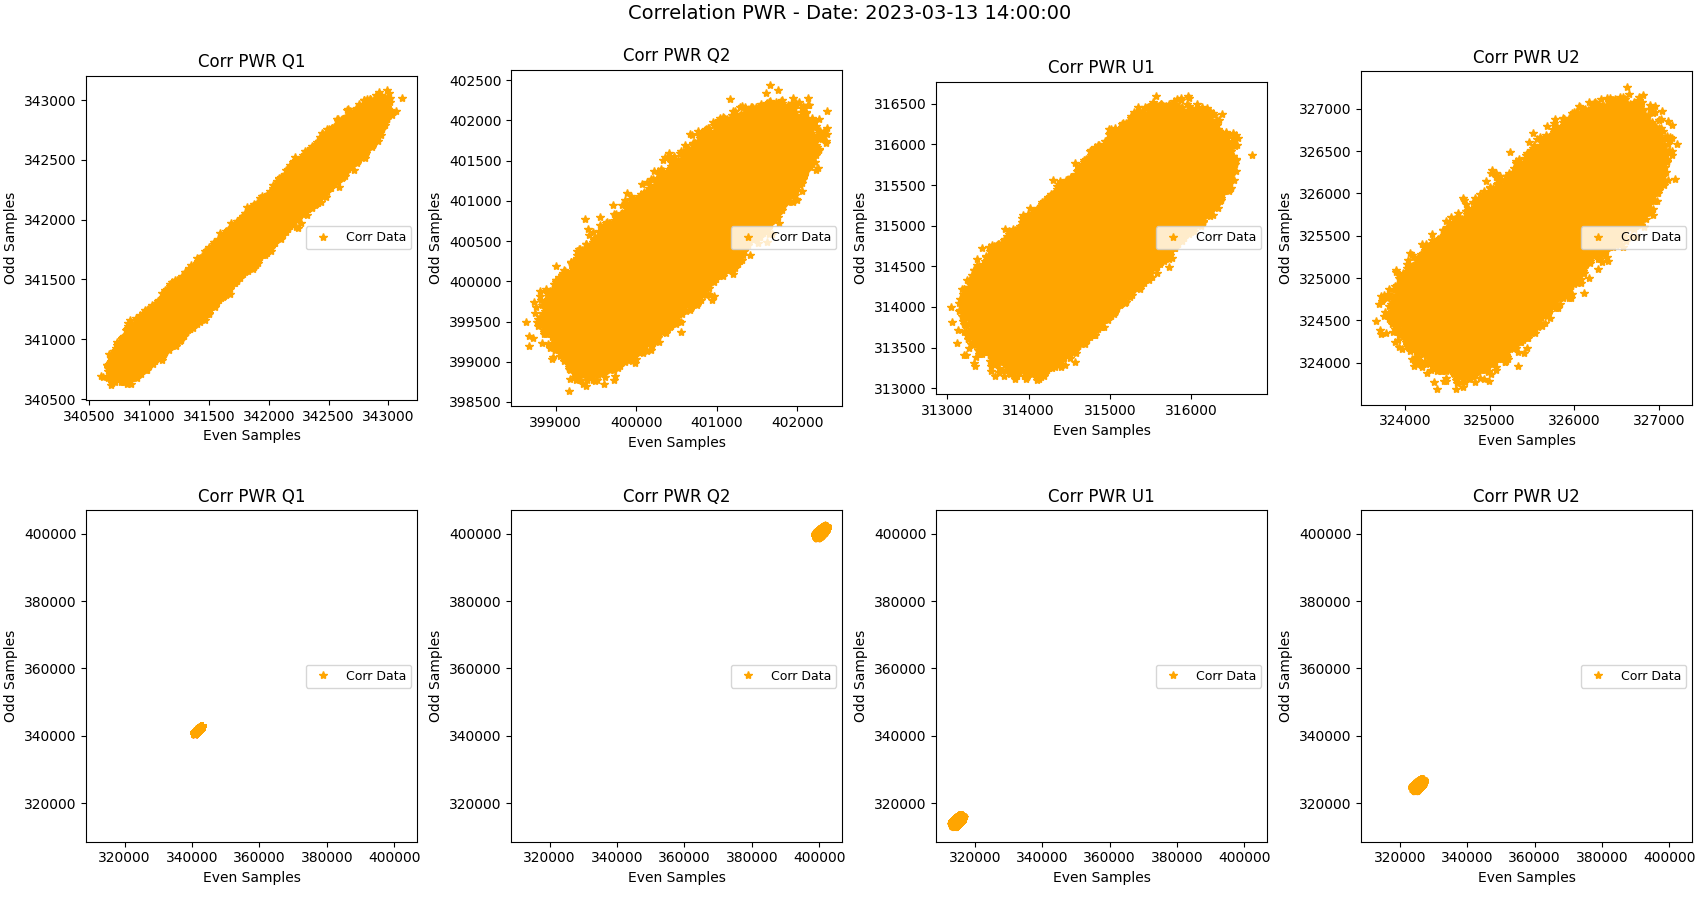 Correlation PWR - Date: 2023-03-13 14:00:00
Corr PWR Q1
343000
342500
342000
341500
341000
340500
Odd Samples
Corr Data
340500 341000 341500 342000 342500 343000
Even Samples
Corr PWR Q2
402500
402000
401500
401000
400500
400000
399500
399000
398500
Odd Samples
Corr Data
399000 400000 401000 402000
Even Samples
Corr PWR U1
316500
316000
315500
315000
314500
314000
313500
313000
Odd Samples
Corr Data
313000 314000 315000 316000
Even Samples
Corr PWR U2
327000
326500
326000
325500
325000
324500
324000
Odd Samples
Corr Data
324000 325000 326000 327000
Even Samples
Corr PWR Q1
400000
380000
360000
340000
320000
Odd Samples
Corr Data
320000 340000 360000 380000 400000
Even Samples
Corr PWR Q2
400000
380000
360000
340000
320000
Odd Samples
Corr Data
320000 340000 360000 380000 400000
Even Samples
Corr PWR U1
400000
380000
360000
340000
320000
Odd Samples
Corr Data
320000 340000 360000 380000 400000
Even Samples
Corr PWR U2
400000
380000
360000
340000
320000
Odd Samples
Corr Data
320000 340000 360000 380000 400000
Even Samples